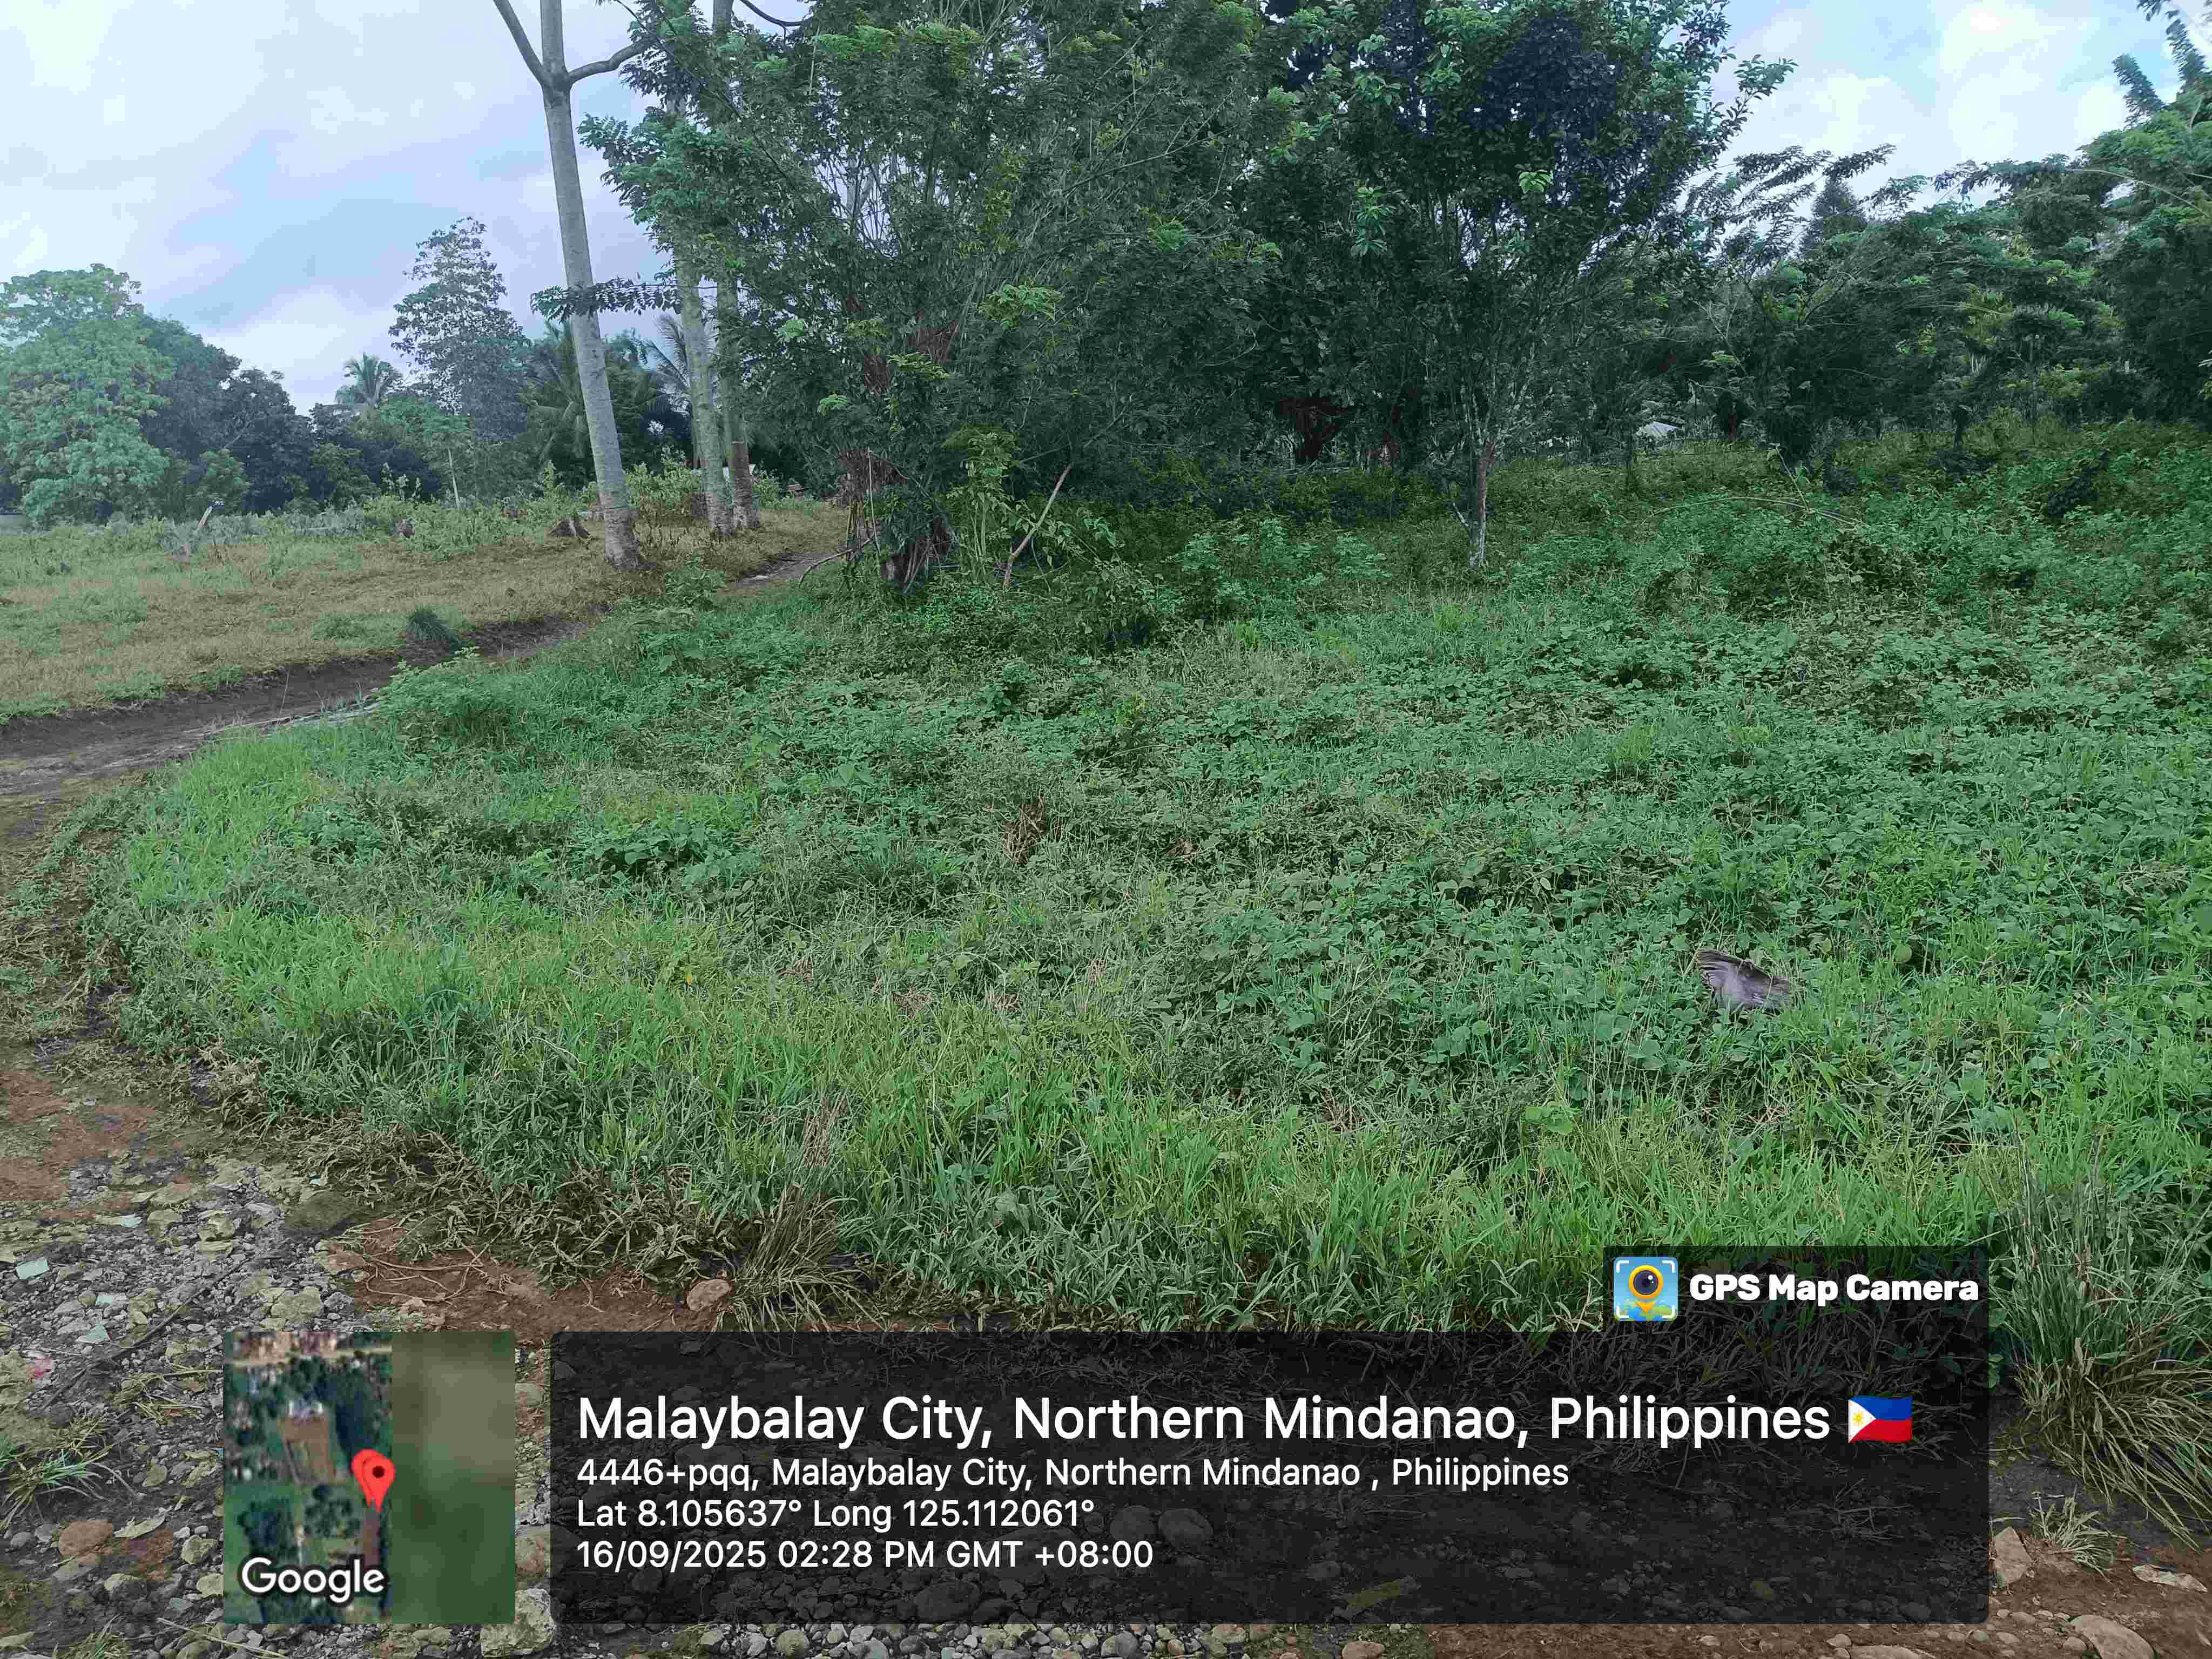 GPS Map Camera
Malaybalay City, Northern Mindanao, Philippines 🇵🇭
4446+pqq, Malaybalay City, Northern Mindanao , Philippines
Lat 8.105637° Long 125.112061°
16/09/2025 02:28 PM GMT +08:00
Google